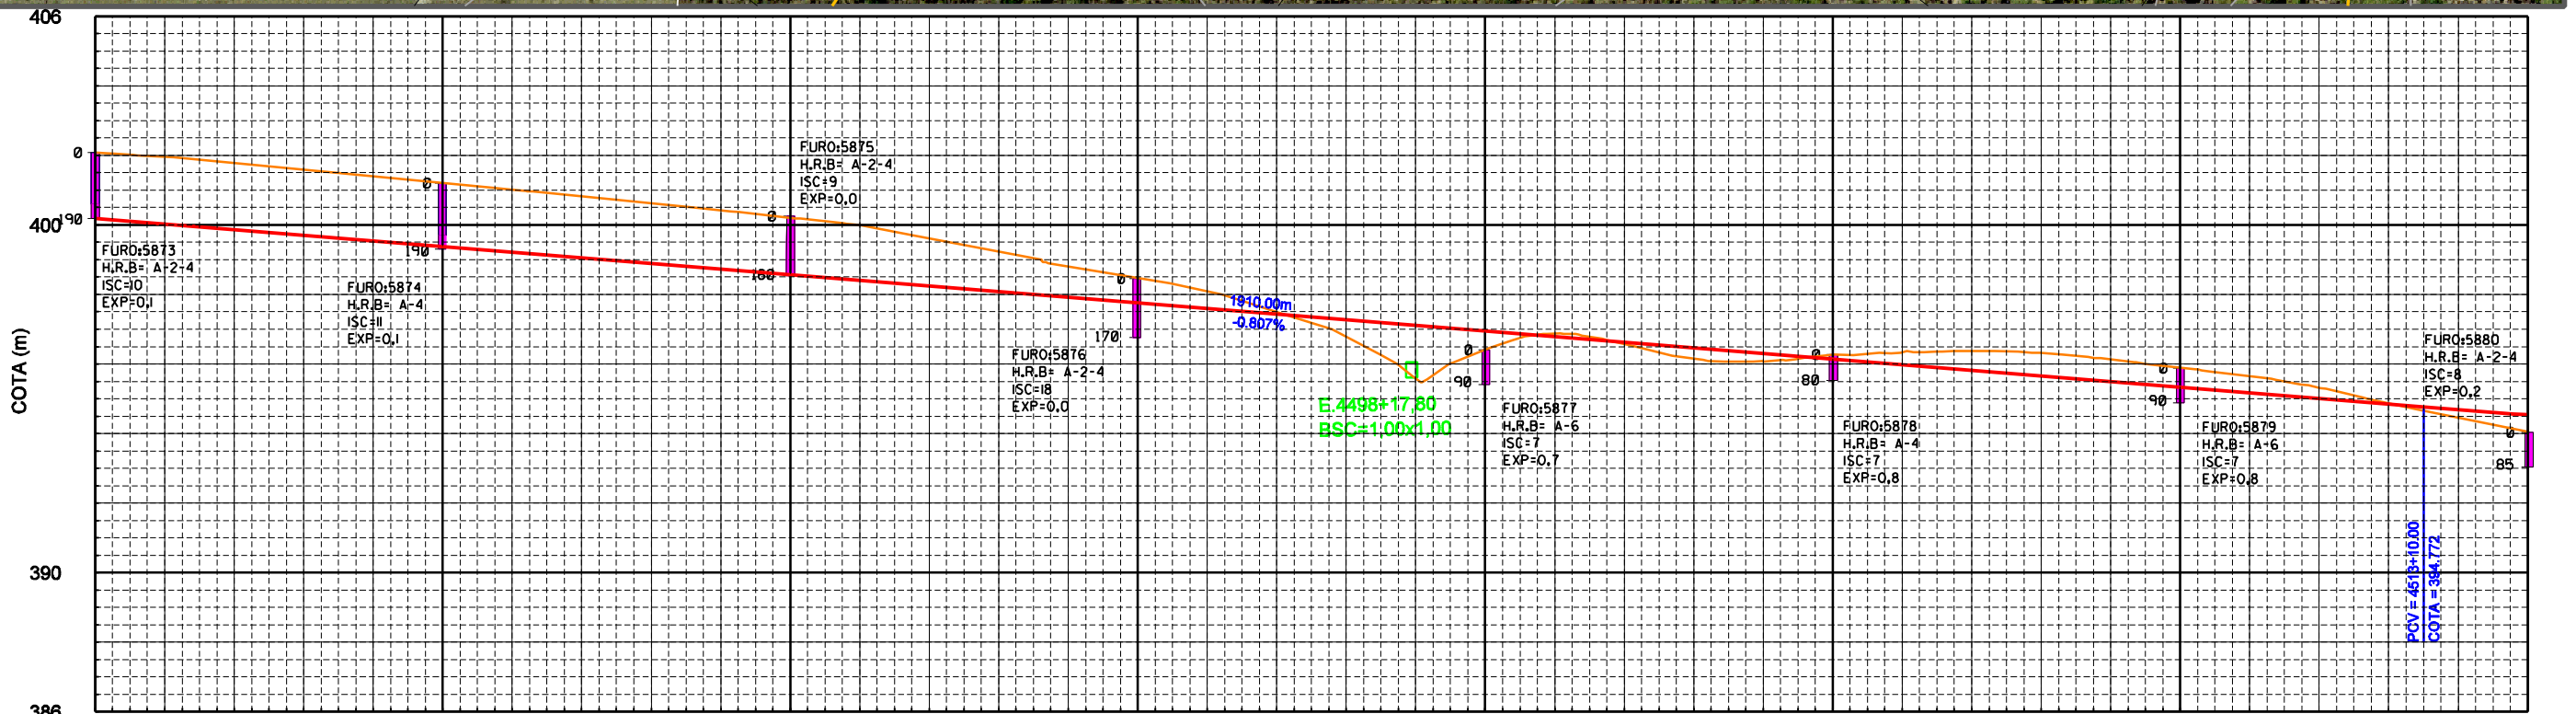 406
0
190
400
FURO:5873
H.R.B= A-2-4
ISC=10
EXP=0.1
0
190
FURO:5874
H.R.B= A-4
ISC=11
EXP=0.1
FURO:5875
H.R.B= A-2-4
ISC=9
EXP=0.0
0
180
0
170
FURO:5876
H.R.B= A-2-4
ISC=18
EXP=0.0
1910.00m
-0.807%
E.4498+17,80
BSC=1,00x1,00
0
90
FURO:5877
H.R.B= A-6
ISC=7
EXP=0.7
0
80
FURO:5878
H.R.B= A-4
ISC=7
EXP=0.8
0
90
FURO:5879
H.R.B= A-6
ISC=7
EXP=0.8
FURO:5880
H.R.B= A-2-4
ISC=8
EXP=0.2
0
85
PCV = 4513+10.00
COTA = 394.772
COTA (m)
390
386